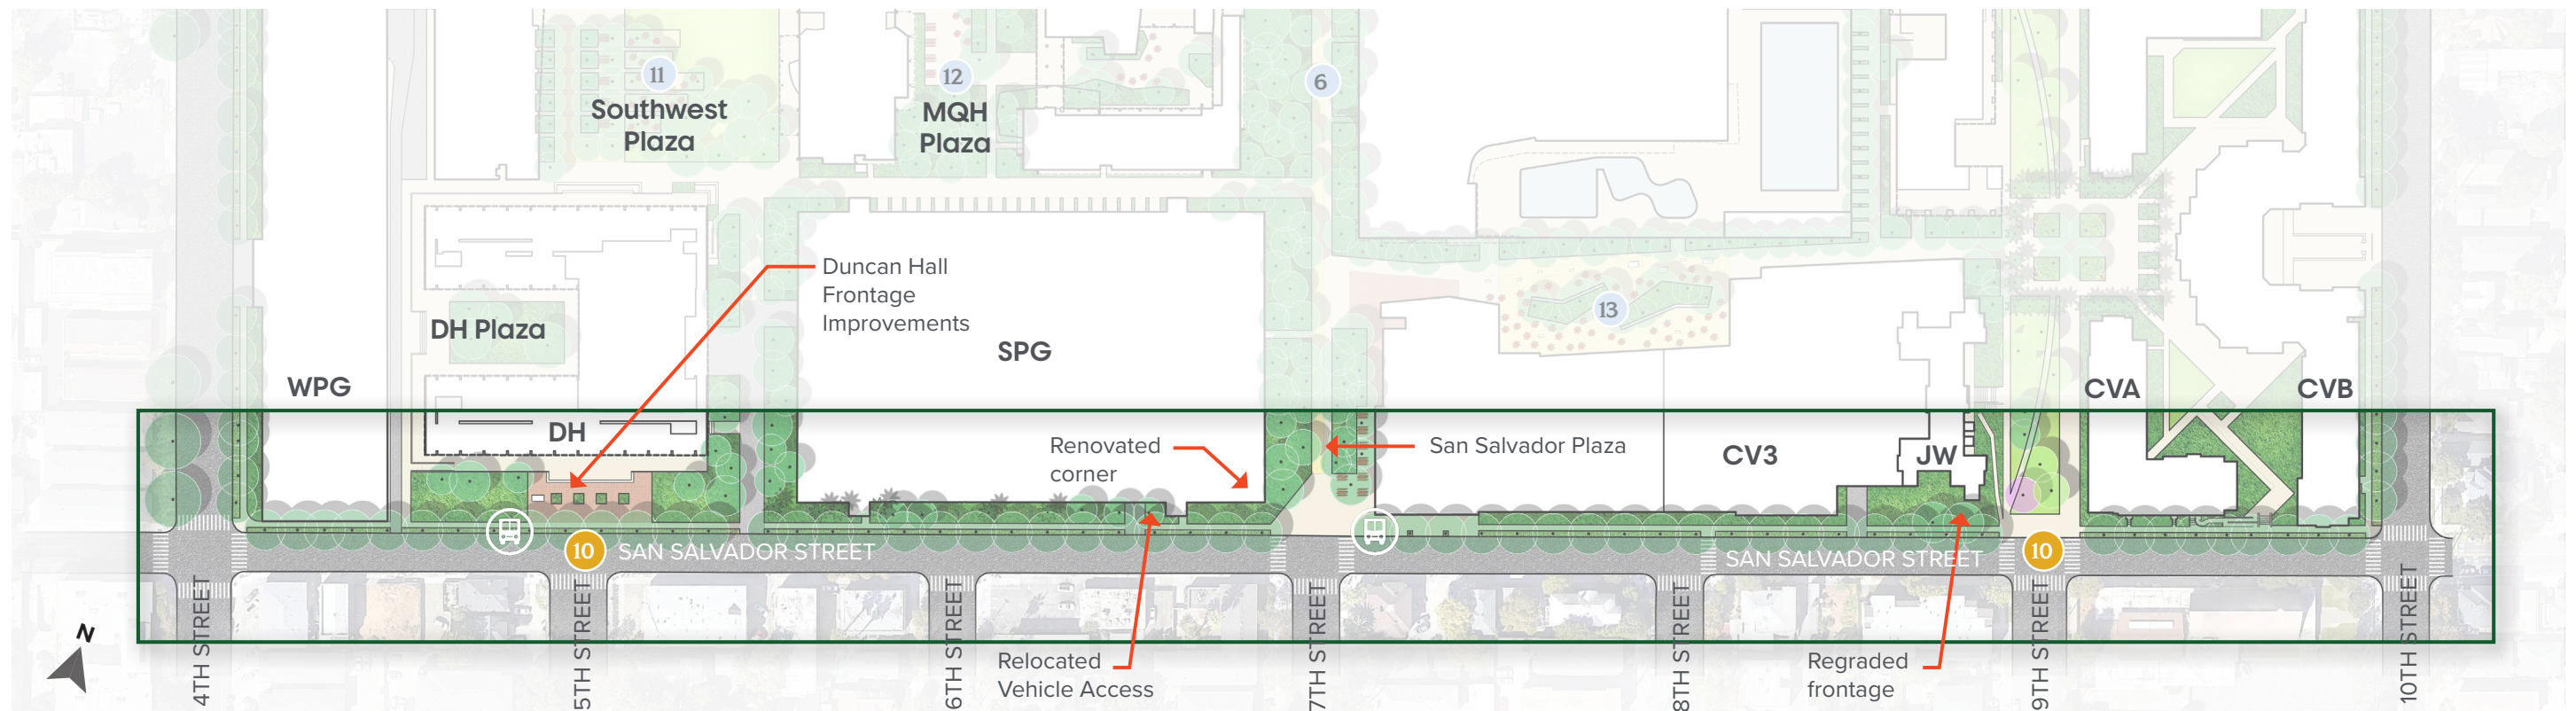 11
Southwest
Plaza
12
MQH
Plaza
6
Duncan Hall
Frontage
Improvements
DH Plaza
SPG
13
WPG
CVA
CVB
DH
Renovated
corner
San Salvador Plaza
CV3
JW
10
SAN SALVADOR STREET
SAN SALVADOR STREET
10
4TH STREET
5TH STREET
6TH STREET
7TH STREET
8TH STREET
9TH STREET
10TH STREET
N
Relocated
Vehicle Access
Regraded
frontage